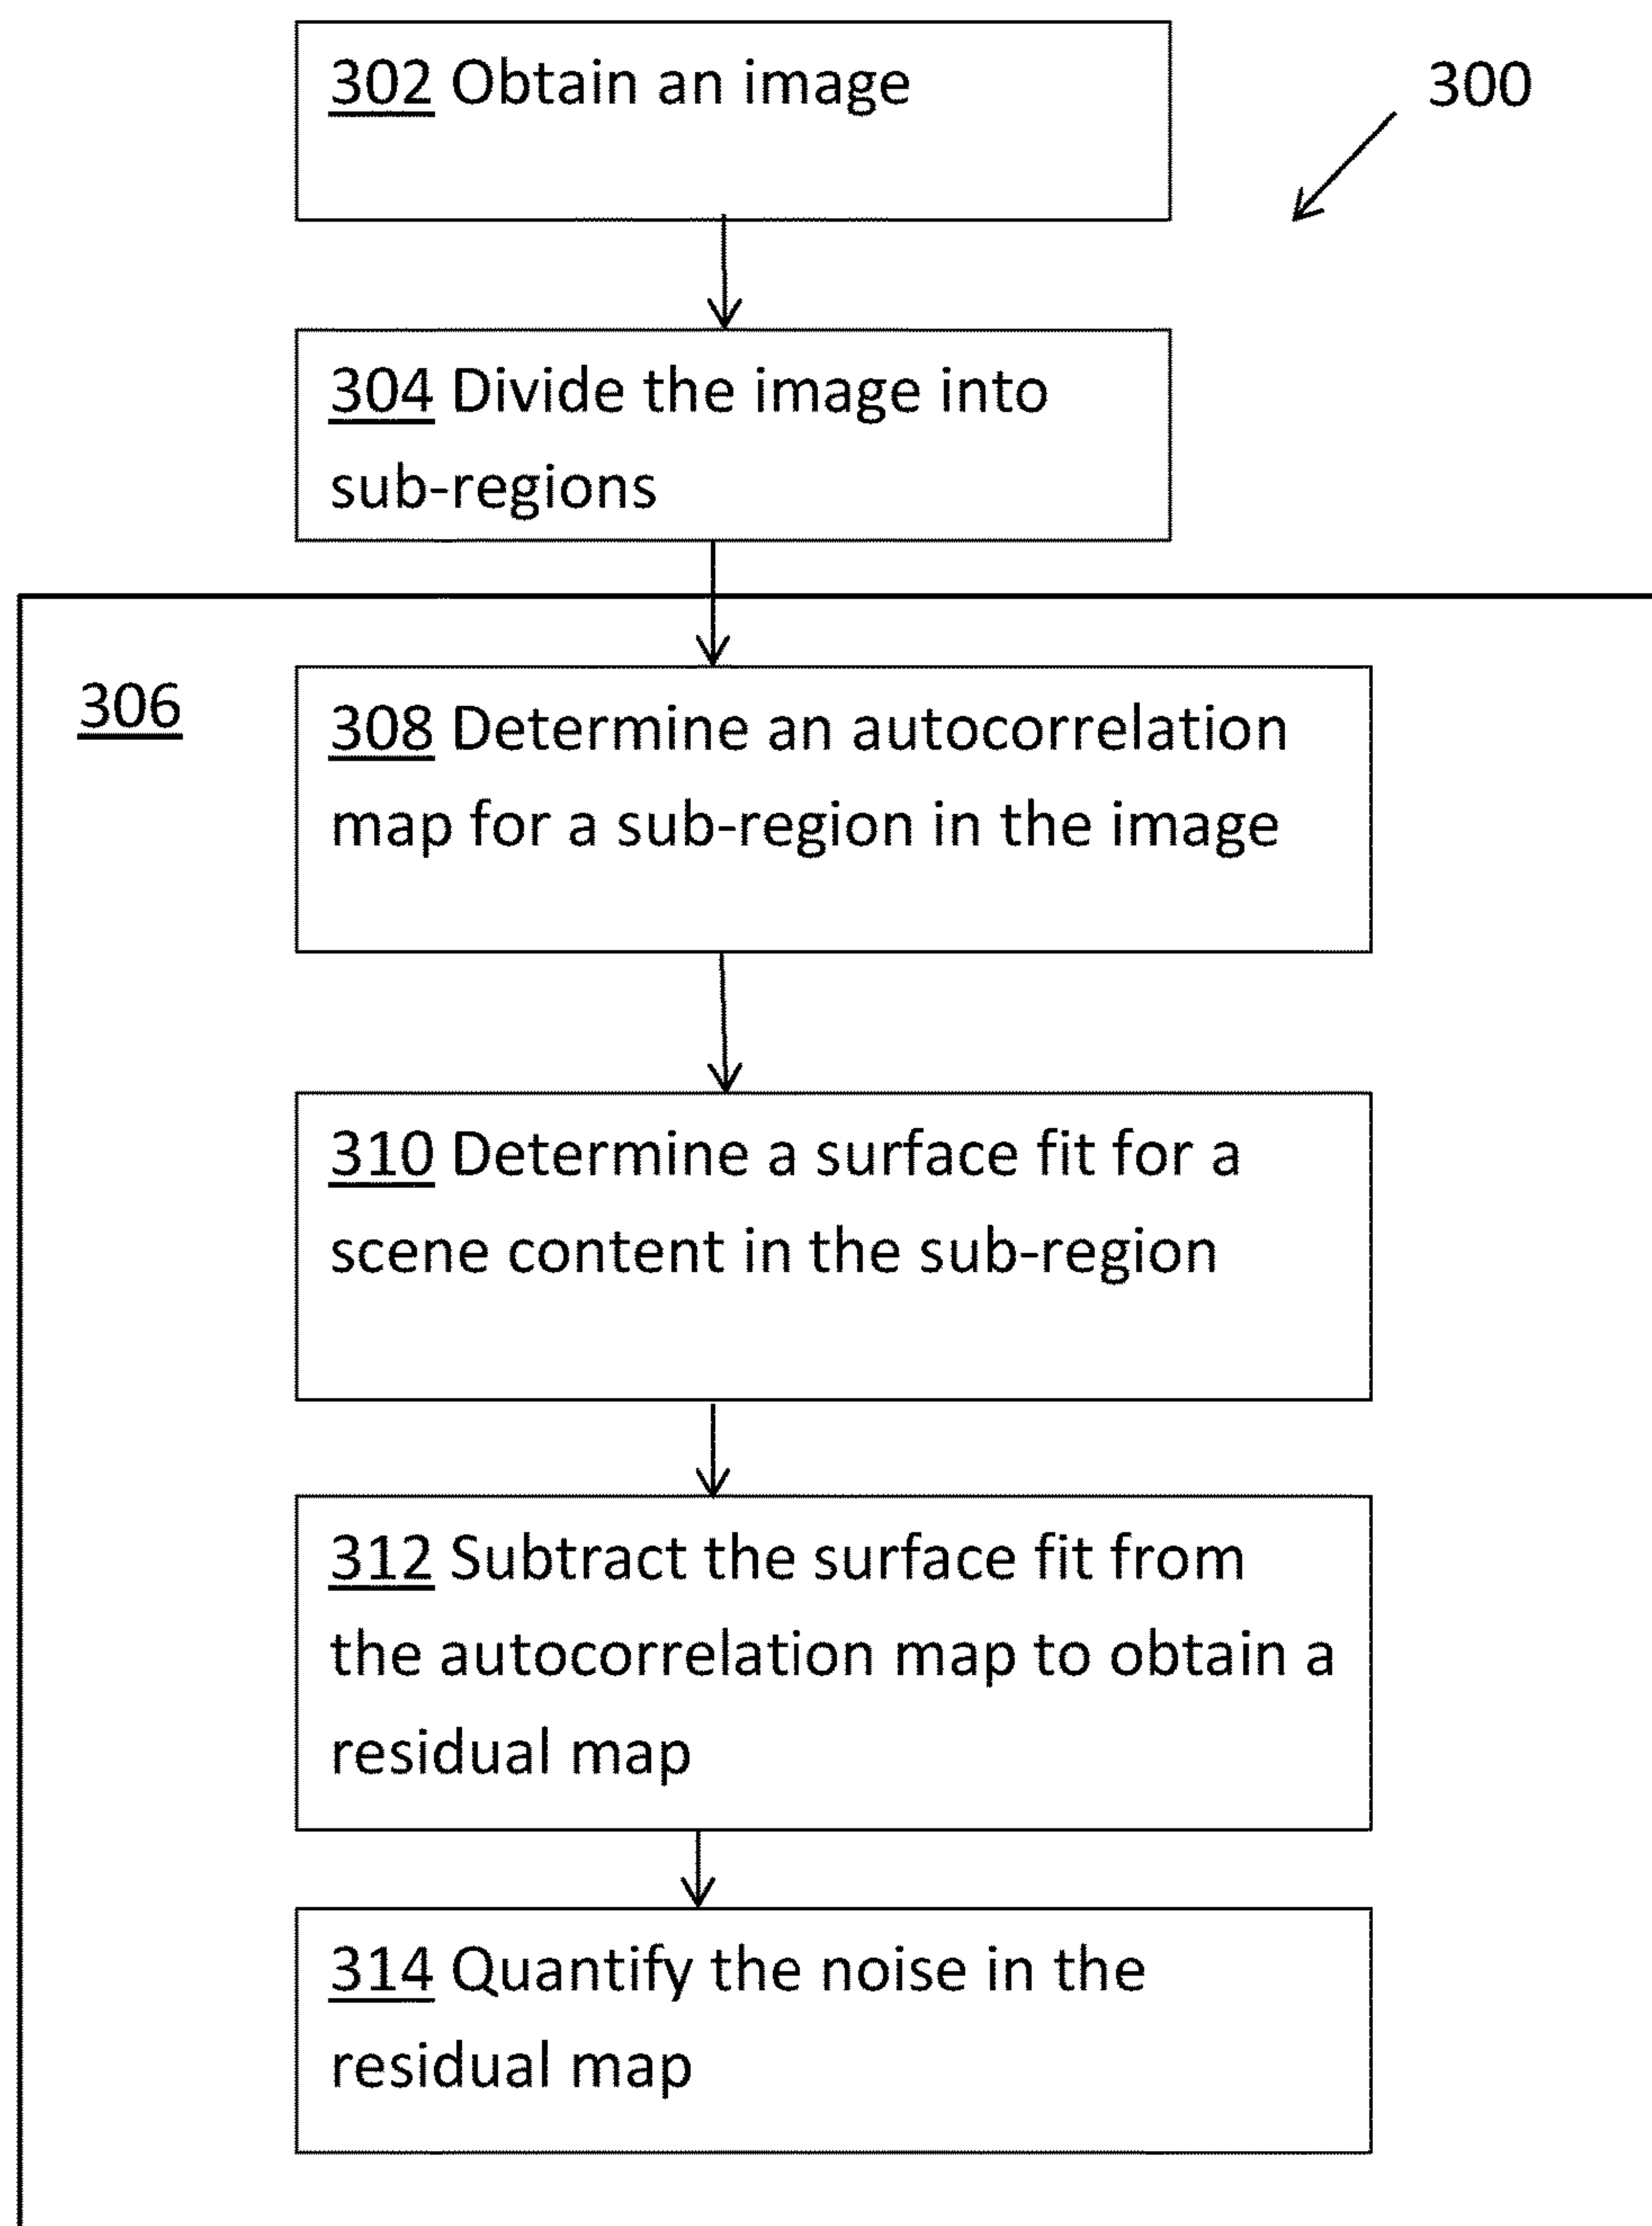 302 Obtain an image
300
304 Divide the image into
sub-regions
306
308 Determine an autocorrelation
map for a sub-region in the image
310 Determine a surface fit for a
scene content in the sub-region
312 Subtract the surface fit from
the autocorrelation map to obtain a
residual map
314 Quantify the noise in the
residual map